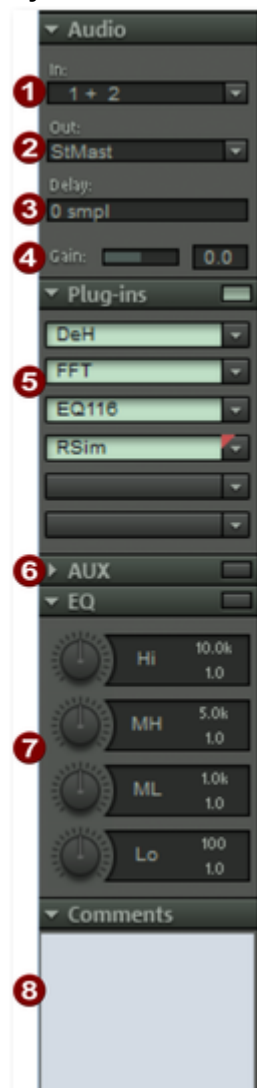 Audio
In:
1 1 + 2
Out:
2 StMast
Delay:
3 0 smpl
4 Gain: 0.0
Plug-ins
DeH
5 FFT
EQ116
RSim
6 AUX
EQ
Hi 10.0k
1.0
MH 5.0k
1.0
7
ML 1.0k
1.0
Lo 100
1.0
Comments
8